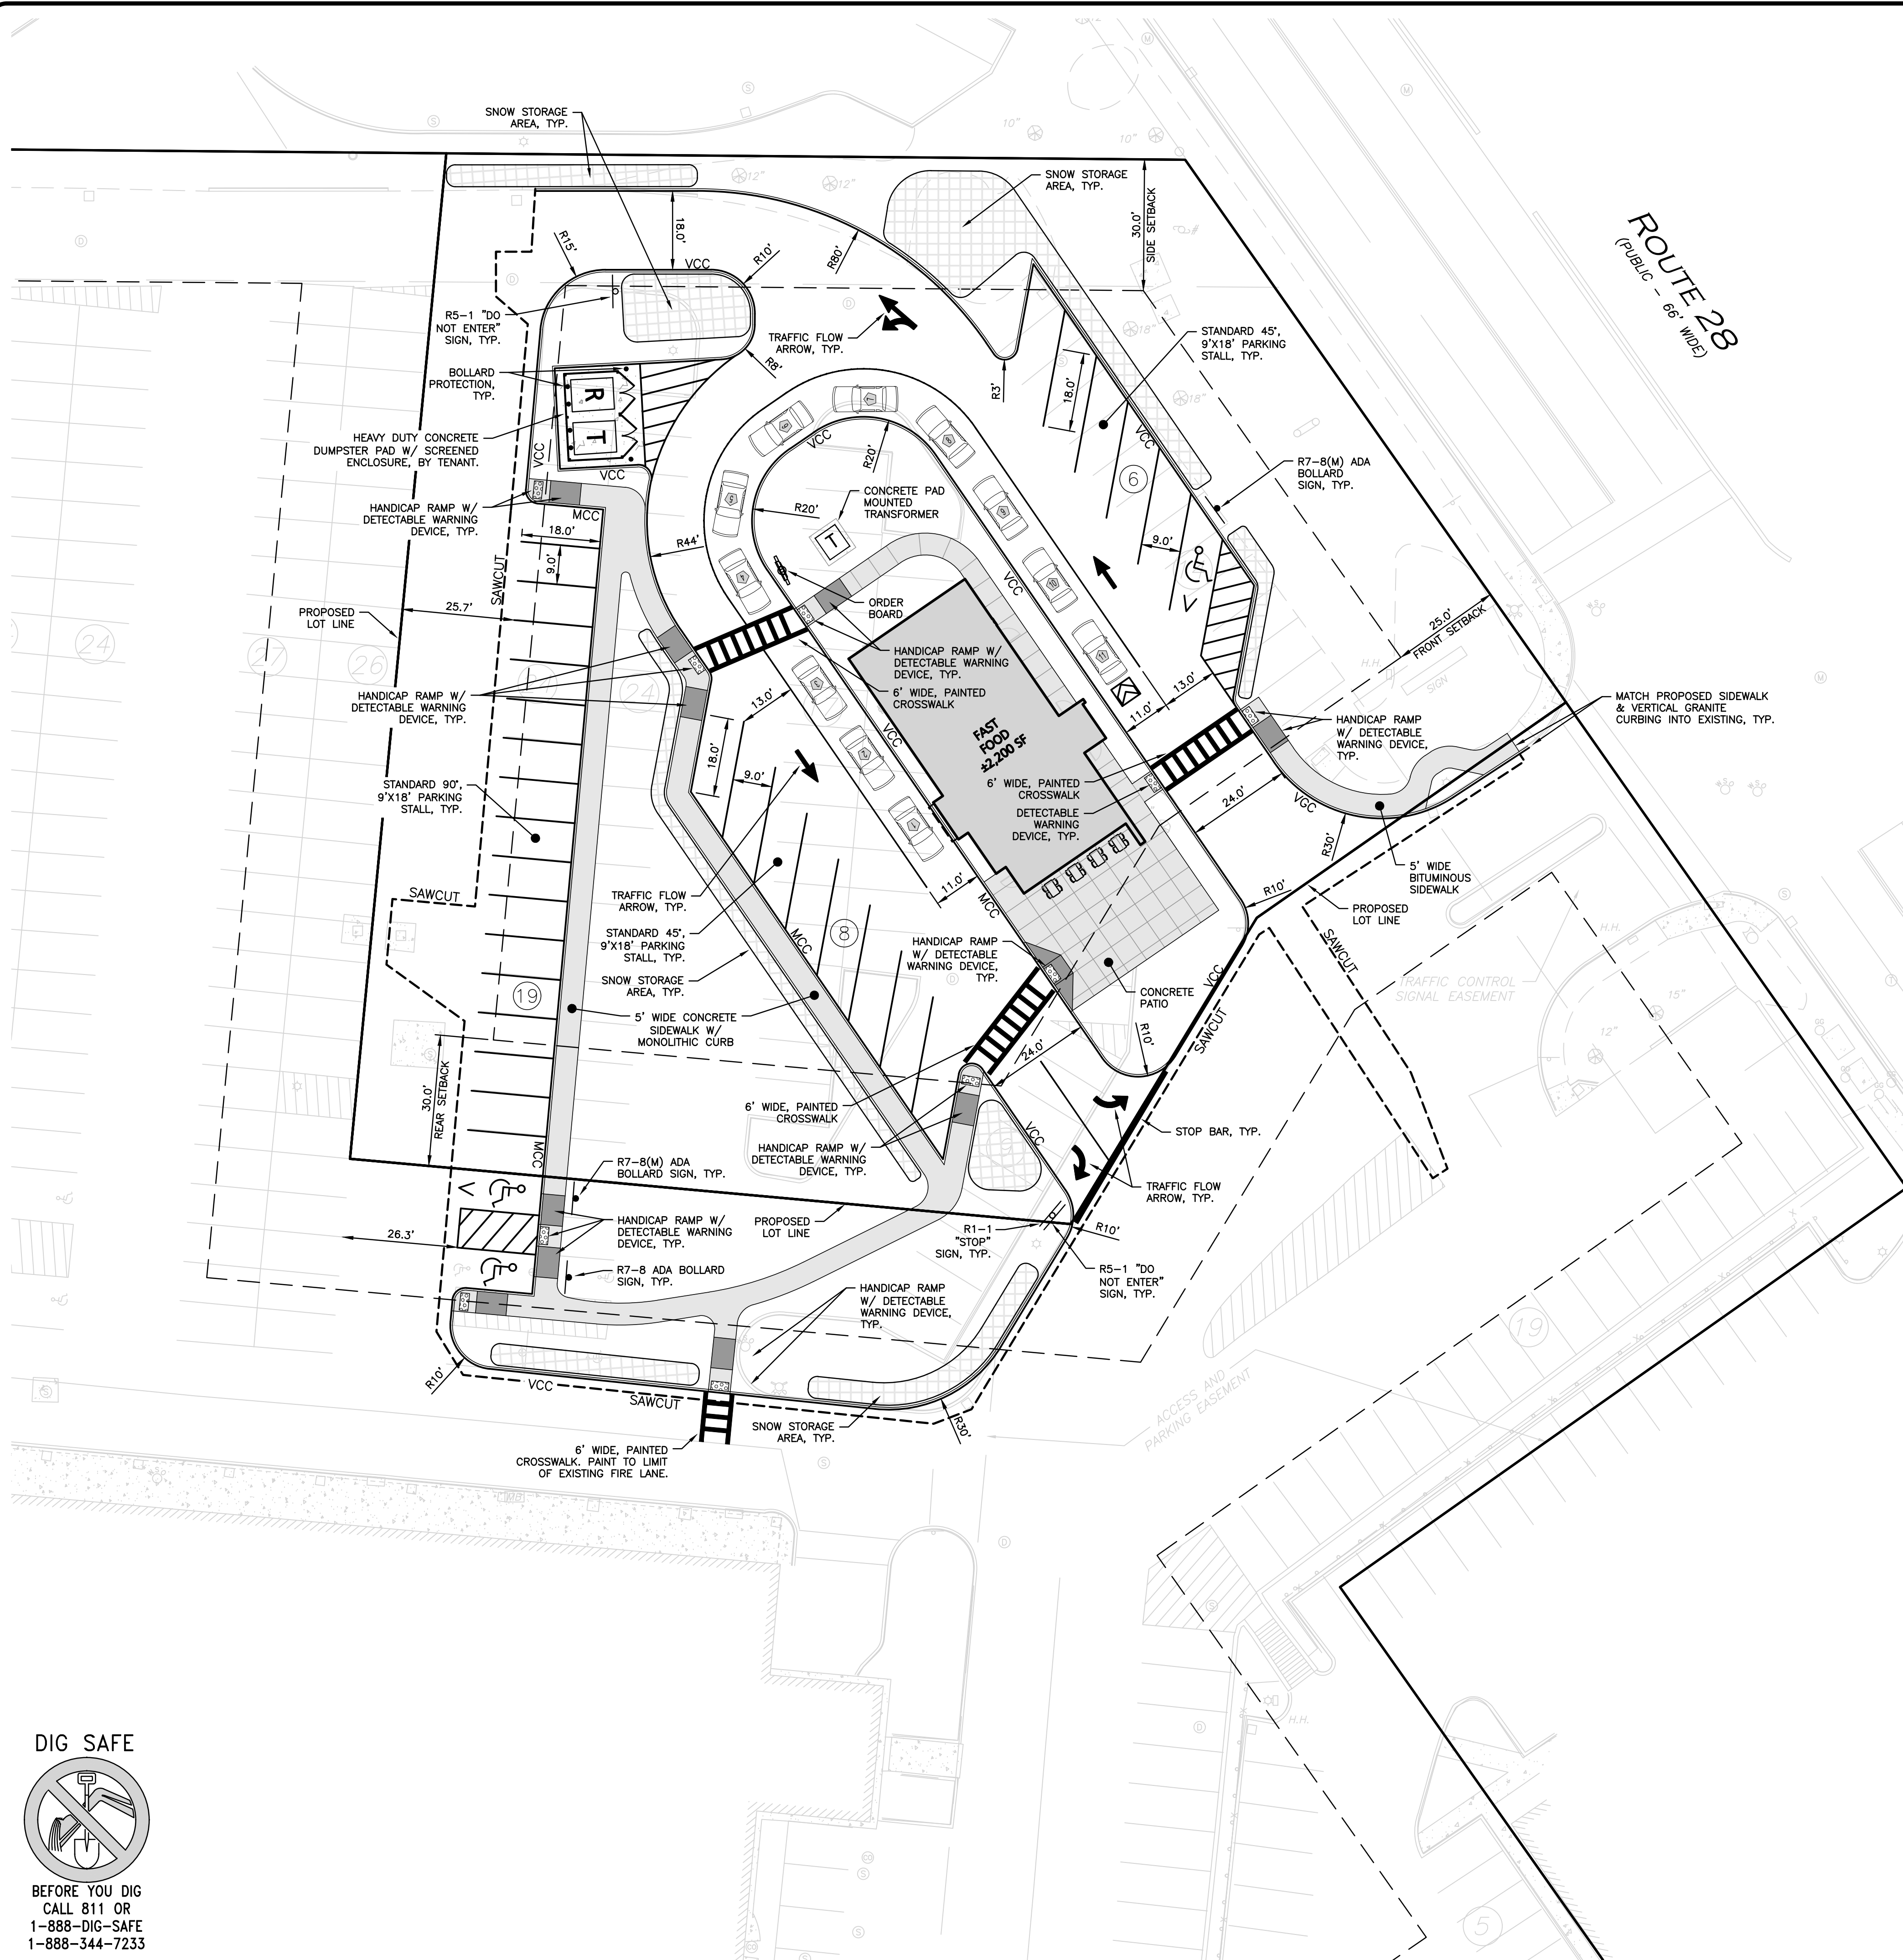 SNOW STORAGE
AREA, TYP.
10"
10"
12"
12"
SNOW STORAGE
AREA, TYP.
30.0'
SIDE SETBACK
ROUTE 28
(PUBLIC - 66' WIDE)
18.0'
R15'
R10'
VCC
R80'
R5-1 "DO
NOT ENTER"
SIGN, TYP.
TRAFFIC FLOW
ARROW, TYP.
18"
STANDARD 45°,
9'X18' PARKING
STALL, TYP.
BOLLARD
PROTECTION,
TYP.
R8'
R3'
18.0'
18"
R
T
HEAVY DUTY CONCRETE
DUMPSTER PAD W/ SCREENED
ENCLOSURE, BY TENANT.
VCC
VCC
VCC
R20'
VCC
6
R7-8(M) ADA
BOLLARD
SIGN, TYP.
CONCRETE PAD
MOUNTED
TRANSFORMER
R20'
T
HANDICAP RAMP W/
DETECTABLE WARNING
DEVICE, TYP.
MCC
18.0'
9.0'
R44'
9.0'
V
SAWCUT
VCC
PROPOSED
LOT LINE
25.7'
ORDER
BOARD
25.0'
FRONT SETBACK
24
27
26
24
HANDICAP RAMP W/
DETECTABLE WARNING
DEVICE, TYP.
6' WIDE, PAINTED
CROSSWALK
H.H.
SIGN
HANDICAP RAMP W/
DETECTABLE WARNING
DEVICE, TYP.
13.0'
13.0'
11.0'
MATCH PROPOSED SIDEWALK
& VERTICAL GRANITE
CURBING INTO EXISTING, TYP.
HANDICAP RAMP
W/ DETECTABLE
WARNING DEVICE,
TYP.
FAST
FOOD
±2,200 SF
18.0'
9.0'
VCC
STANDARD 90°,
9'X18' PARKING
STALL, TYP.
6' WIDE, PAINTED
CROSSWALK
DETECTABLE
WARNING
DEVICE, TYP.
24.0'
VGC
R30'
5' WIDE
BITUMINOUS
SIDEWALK
SAWCUT
TRAFFIC FLOW
ARROW, TYP.
11.0'
MCC
R10'
PROPOSED
LOT LINE
STANDARD 45°,
9'X18' PARKING
STALL, TYP.
MCC
8
HANDICAP RAMP
W/ DETECTABLE
WARNING DEVICE,
TYP.
SAWCUT
H.H.
SNOW STORAGE
AREA, TYP.
TRAFFIC CONTROL
SIGNAL EASEMENT
15"
12"
19
CONCRETE
PATIO
VCC
5' WIDE CONCRETE
SIDEWALK W/
MONOLITHIC CURB
24.0'
R10'
SAWCUT
30.0'
REAR SETBACK
6' WIDE, PAINTED
CROSSWALK
VCC
STOP BAR, TYP.
MCC
HANDICAP RAMP W/
DETECTABLE WARNING
DEVICE, TYP.
R7-8(M) ADA
BOLLARD SIGN, TYP.
V
TRAFFIC FLOW
ARROW, TYP.
HANDICAP RAMP W/
DETECTABLE WARNING
DEVICE, TYP.
PROPOSED
LOT LINE
R1-1
"STOP"
SIGN, TYP.
R10'
26.3'
R7-8 ADA BOLLARD
SIGN, TYP.
R5-1 "DO
NOT ENTER"
SIGN, TYP.
HANDICAP RAMP
W/ DETECTABLE
WARNING DEVICE,
TYP.
19
R10'
VCC
SAWCUT
SNOW STORAGE
AREA, TYP.
R30'
ACCESS AND
PARKING EASEMENT
6' WIDE, PAINTED
CROSSWALK. PAINT TO LIMIT
OF EXISTING FIRE LANE.
H.H.
5
DIG SAFE
BEFORE YOU DIG
CALL 811 OR
1-888-DIG-SAFE
1-888-344-7233